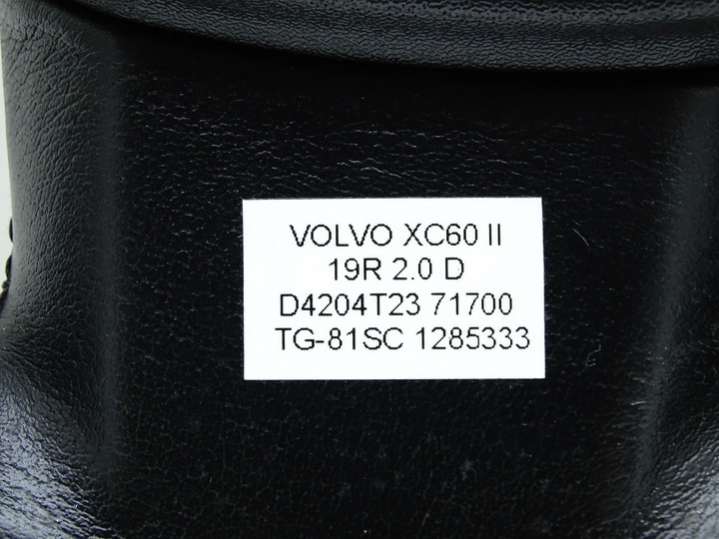 VOLVO XC60 II
19R 2.0 D
D4204T23 71700
TG-81SC 1285333